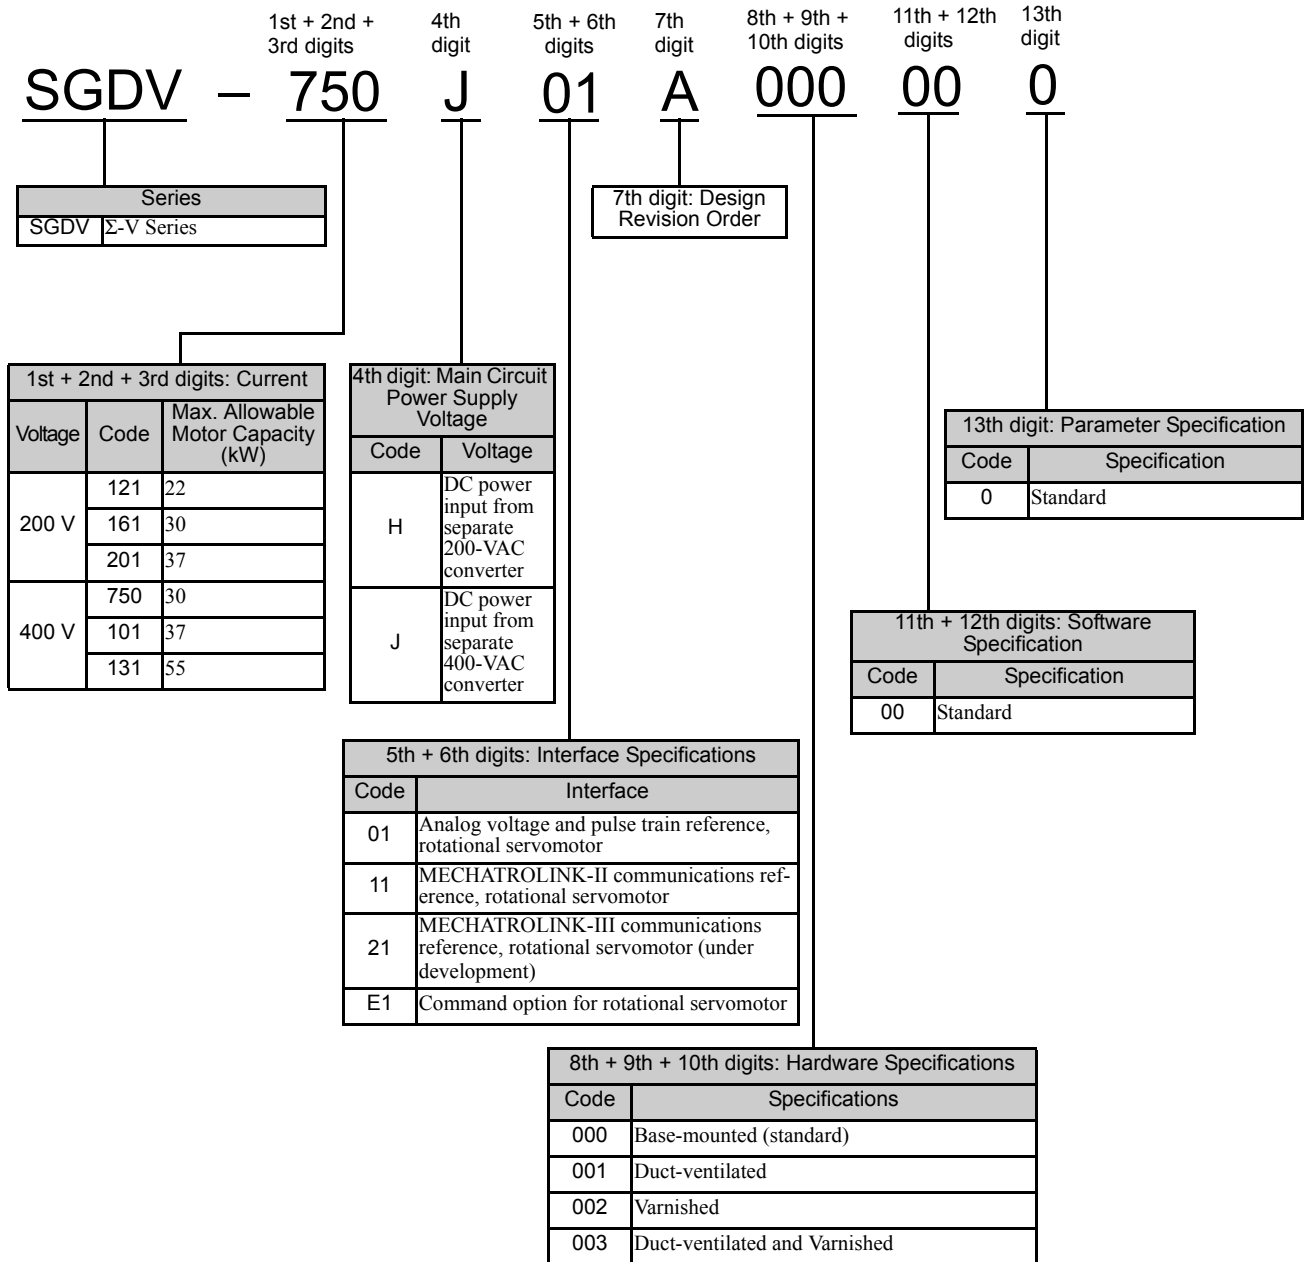 1st + 2nd +
3rd digits
4th
digit
5th + 6th
digits
7th
digit
8th + 9th +
10th digits
11th + 12th
digits
13th
digit
SGDV – 750 J 01 A 000 00 0
Series
SGDV Σ-V Series
7th digit: Design
Revision Order
1st + 2nd + 3rd digits: Current
Voltage Code Max. Allowable
Motor Capacity
(kW)
200 V
121 22
161 30
201 37
400 V
750 30
101 37
131 55
4th digit: Main Circuit
Power Supply
Voltage
Code Voltage
H
DC power
input from
separate
200-VAC
converter
J
DC power
input from
separate
400-VAC
converter
13th digit: Parameter Specification
Code Specification
0 Standard
11th + 12th digits: Software
Specification
Code Specification
00 Standard
5th + 6th digits: Interface Specifications
Code Interface
01 Analog voltage and pulse train reference,
rotational servomotor
11 MECHATROLINK-II communications ref-
erence, rotational servomotor
21 MECHATROLINK-III communications
reference, rotational servomotor (under
development)
E1 Command option for rotational servomotor
8th + 9th + 10th digits: Hardware Specifications
Code Specifications
000 Base-mounted (standard)
001 Duct-ventilated
002 Varnished
003 Duct-ventilated and Varnished